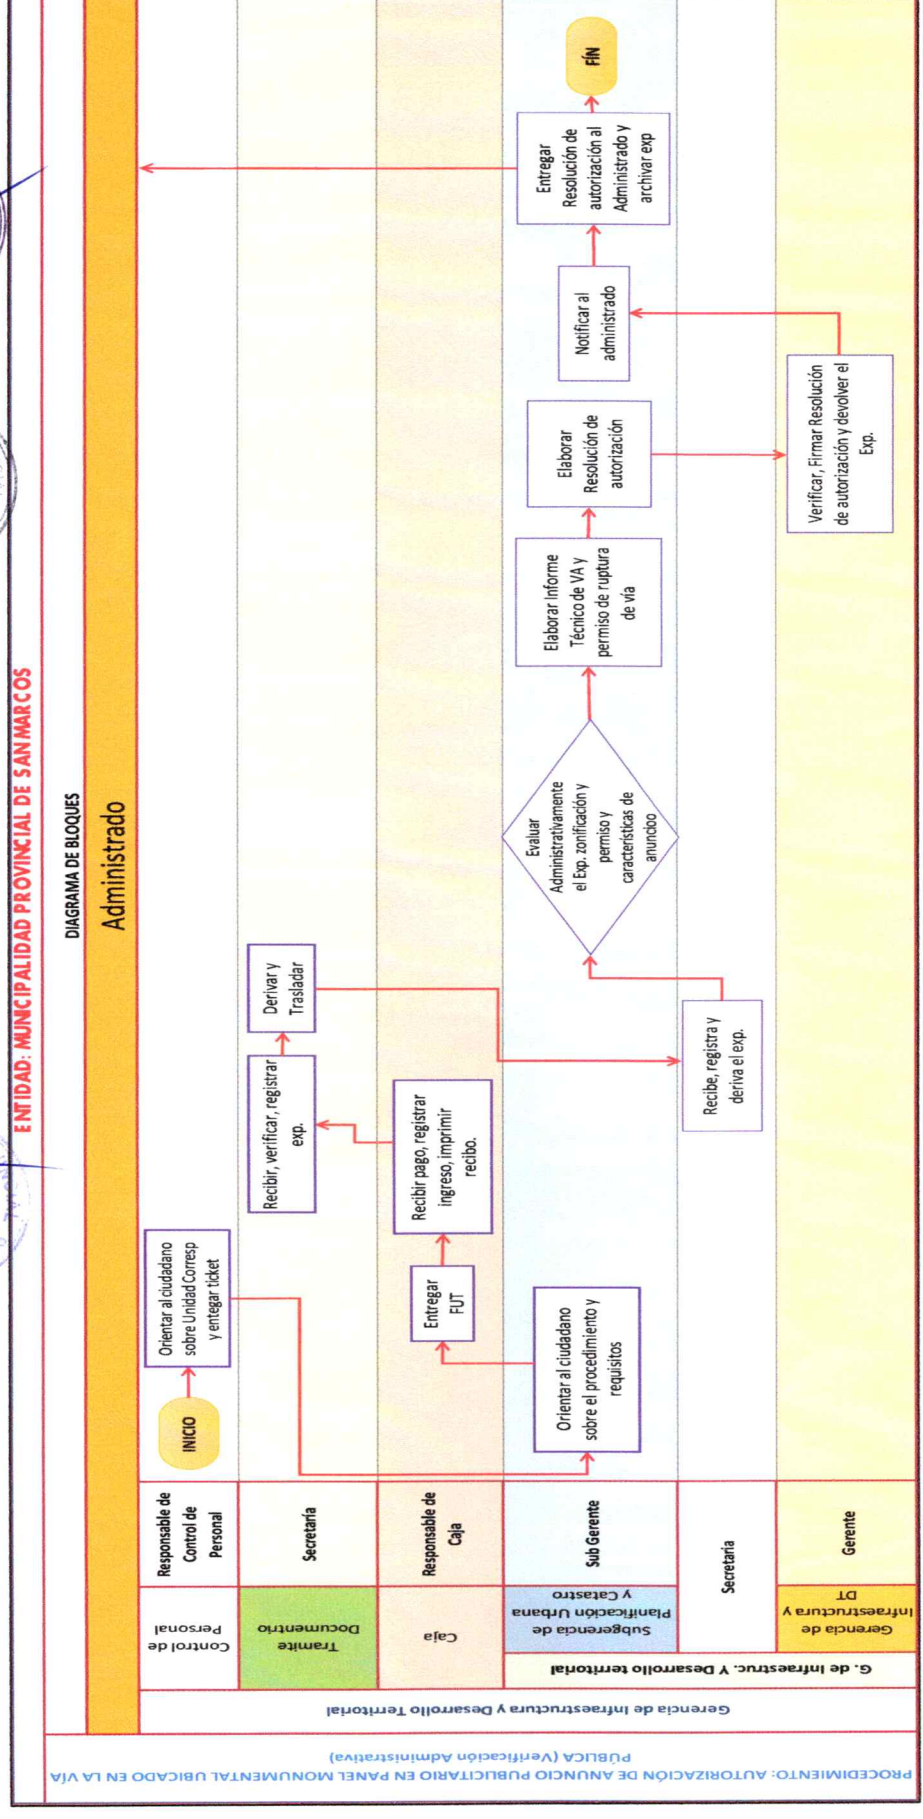 ENTIDAD: MUNICIPALIDAD PROVINCIAL DE SAN MARCOS
DIAGRAMA DE BLOQUES
Administrado
PROCEDIMIENTO: AUTORIZACIÓN DE ANUNCIO PUBLICITARIO EN PANEL MONUMENTAL UBICADO EN LA VÍA
PÚBLICA (Verificación Administrativa)
Gerencia de Infraestructura y Desarrollo Territorial
G. de Infraestruc. Y Desarrollo territorial
Control de
Personal
Responsable de
Control de
Personal
INICIO
Orientar al ciudadano
sobre Unidad Corresp
y entegar ticket
Tramite
Documentrio
Secretaría
Recibir, verificar, registrar
exp.
Derivar y
Trasladar
Caja
Responsable de
Caja
Entregar
FUT
Recibir pago, registrar
ingreso, imprimir
recibo.
Subgerencia de
Planificación Urbana
y Catastro
Sub Gerente
Orientar al ciudadano
sobre el procedimiento y
requisitos
Evaluar
Administrativamente
el Exp. zonificación y
permiso y
características de
anuncioo
Elaborar Informe
Técnico de VA y
permiso de ruptura
de vía
Elaborar
Resolución de
autorización
Notificar al
administrado
Entregar
Resolución de
autorización al
Administrado y
archivar exp
FÍN
Secretaria
Recibe, registra y
deriva el exp.
Gerencia de
Infraestructura y
DT
Gerente
Verificar, Firmar Resolución
de autorización y devolver el
Exp.